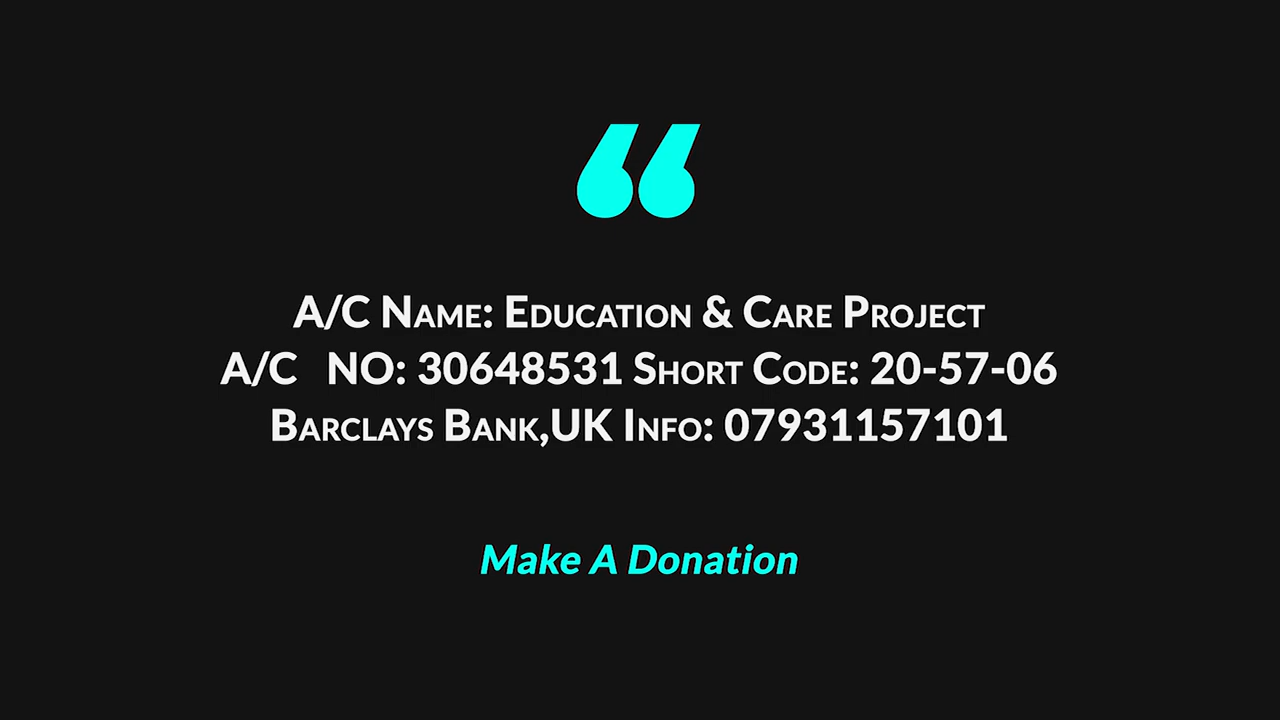 “
A/C Name: Education & Care Project
A/C NO: 30648531 Short Code: 20-57-06
Barclays Bank,UK Info: 07931157101
Make A Donation